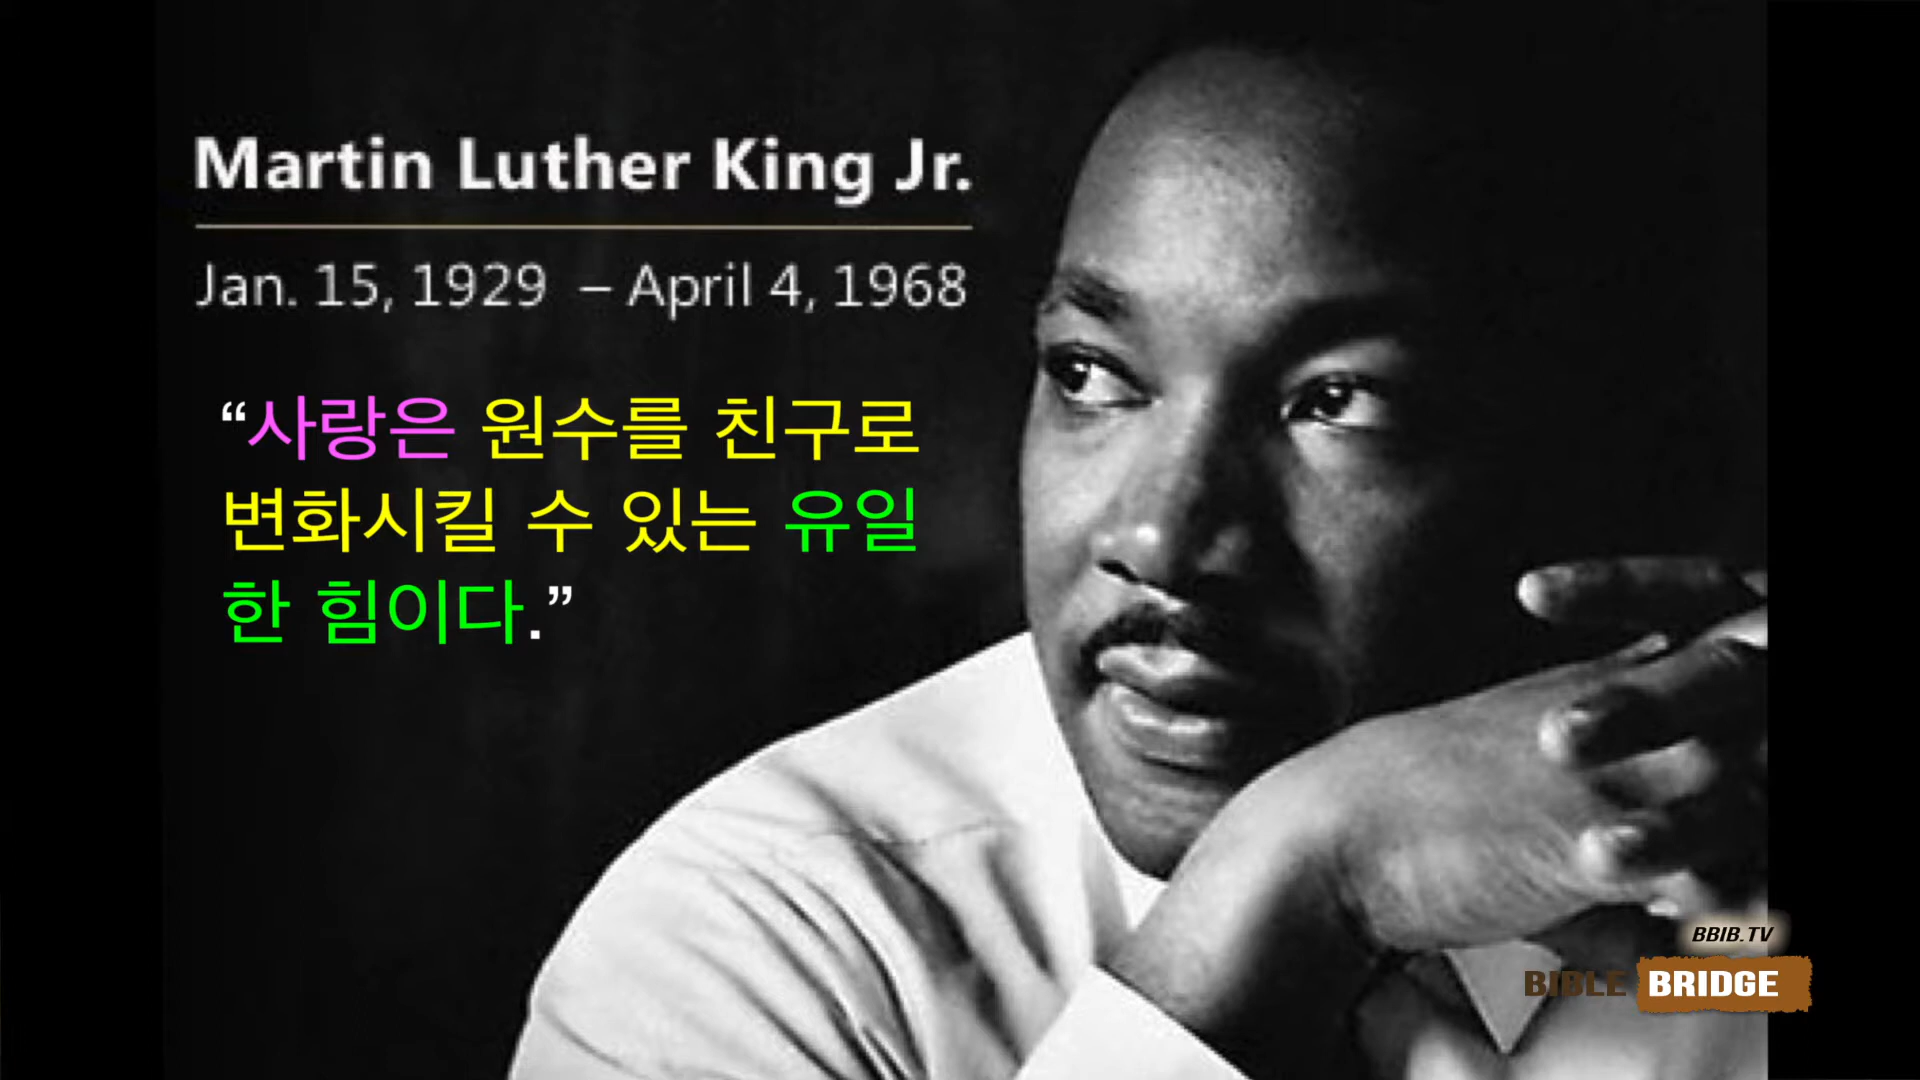 Martin Luther King Jr.
Jan. 15, 1929 – April 4, 1968
“사랑은 원수를 친구로
변화시킬 수 있는 유일
한 힘이다.”
BBIB.TV
BIBLE BRIDGE